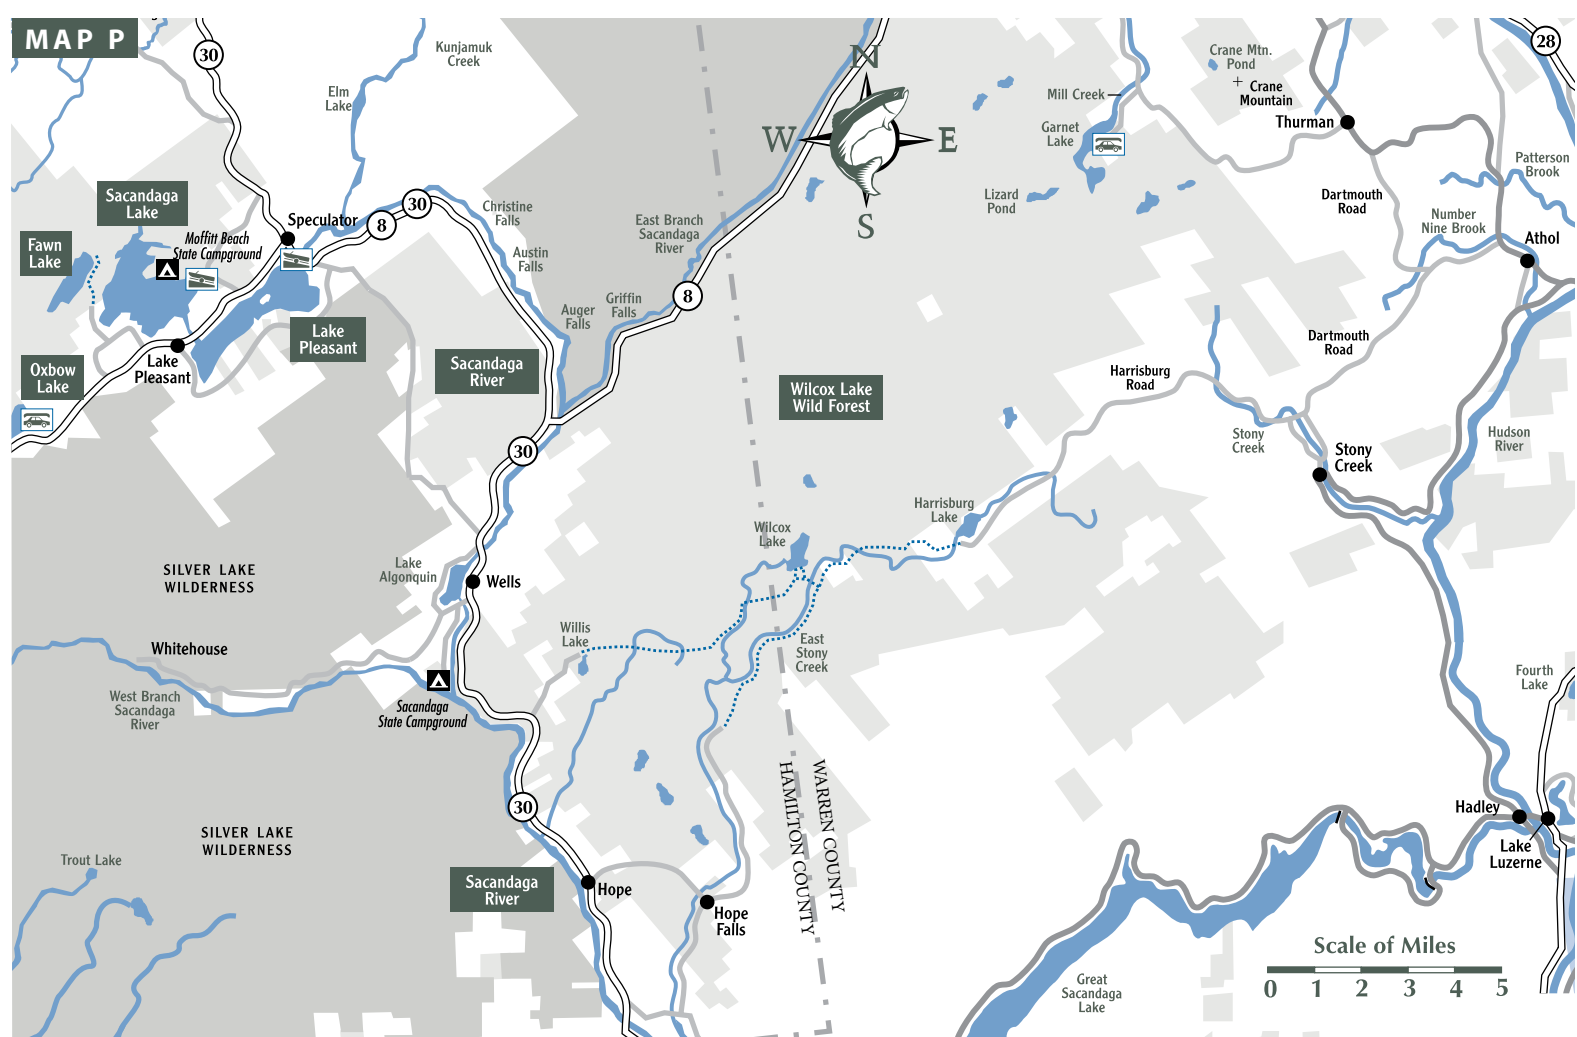 MAP P
30
Kunjamuk
Creek
Elm
Lake
N
W
E
S
Mill Creek
Garnet
Lake
Crane Mtn.
Pond
Crane
Mountain
Thurman
28
Patterson
Brook
Sacandaga
Lake
Fawn
Lake
Moffitt Beach
State Campground
Speculator
8
30
Christine
Falls
Austin
Falls
East Branch
Sacandaga
River
Lizard
Pond
Dartmouth
Road
Number
Nine Brook
Athol
Auger
Falls
Griffin
Falls
8
Lake
Pleasant
Lake
Pleasant
Oxbow
Lake
Sacandaga
River
Wilcox Lake
Wild Forest
Harrisburg
Road
Dartmouth
Road
Hudson
River
Stony
Creek
Stony
Creek
30
Harrisburg
Lake
Wilcox
Lake
SILVER LAKE
WILDERNESS
Lake
Algonquin
Wells
Willis
Lake
East
Stony
Creek
Whitehouse
West Branch
Sacandaga
River
Sacandaga
State Campground
Fourth
Lake
WARREN COUNTY
HAMILTON COUNTY
30
SILVER LAKE
WILDERNESS
Trout Lake
Sacandaga
River
Hope
Hope
Falls
Hadley
Lake
Luzerne
Great
Sacandaga
Lake
Scale of Miles
0 1 2 3 4 5